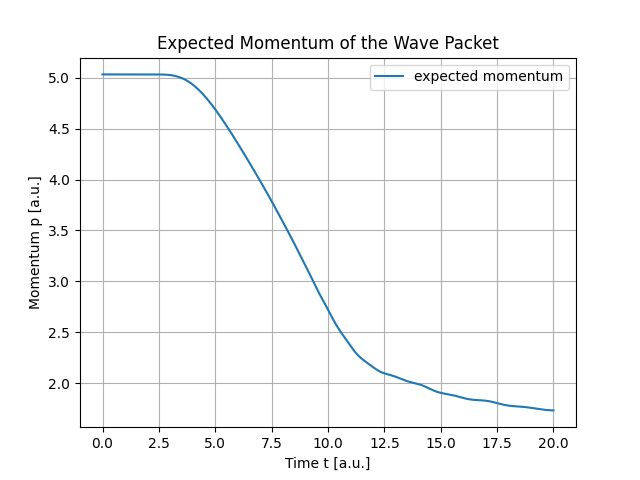 Expected Momentum of the Wave Packet
expected momentum
Momentum p [a.u.]
5.0
4.5
4.0
3.5
3.0
2.5
2.0
0.0 2.5 5.0 7.5 10.0 12.5 15.0 17.5 20.0
Time t [a.u.]